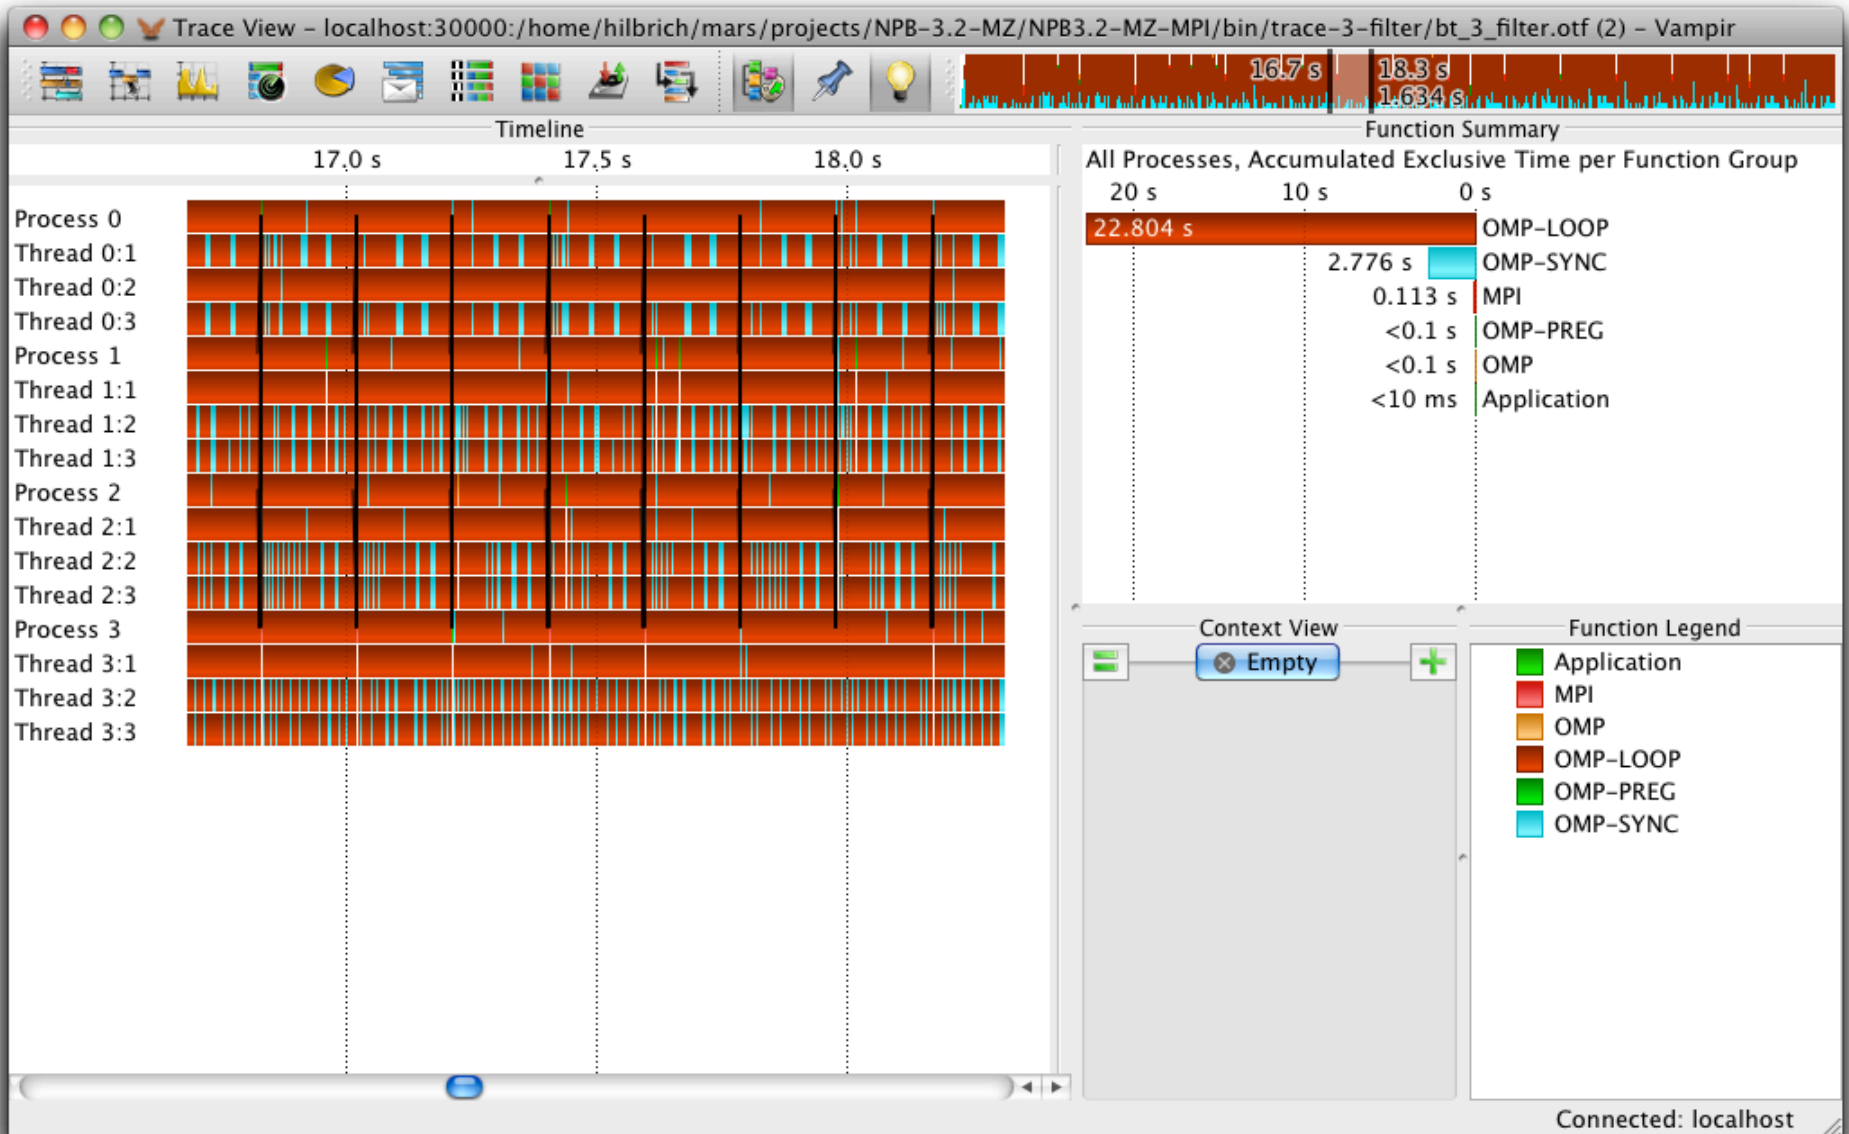 Trace View – localhost:30000:/home/hilbrich/mars/projects/NPB-3.2-MZ/NPB3.2-MZ-MPI/bin/trace-3-filter/bt_3_filter.otf (2) – Vampir
16.7 s
18.3 s
1.634 s
Timeline
17.0 s
17.5 s
18.0 s
Process 0
Thread 0:1
Thread 0:2
Thread 0:3
Process 1
Thread 1:1
Thread 1:2
Thread 1:3
Process 2
Thread 2:1
Thread 2:2
Thread 2:3
Process 3
Thread 3:1
Thread 3:2
Thread 3:3
Function Summary
All Processes, Accumulated Exclusive Time per Function Group
20 s
10 s
0 s
22.804 s OMP-LOOP
2.776 s OMP-SYNC
0.113 s MPI
<0.1 s OMP-PREG
<0.1 s OMP
<10 ms Application
Context View
Empty
Function Legend
Application
MPI
OMP
OMP-LOOP
OMP-PREG
OMP-SYNC
Connected: localhost